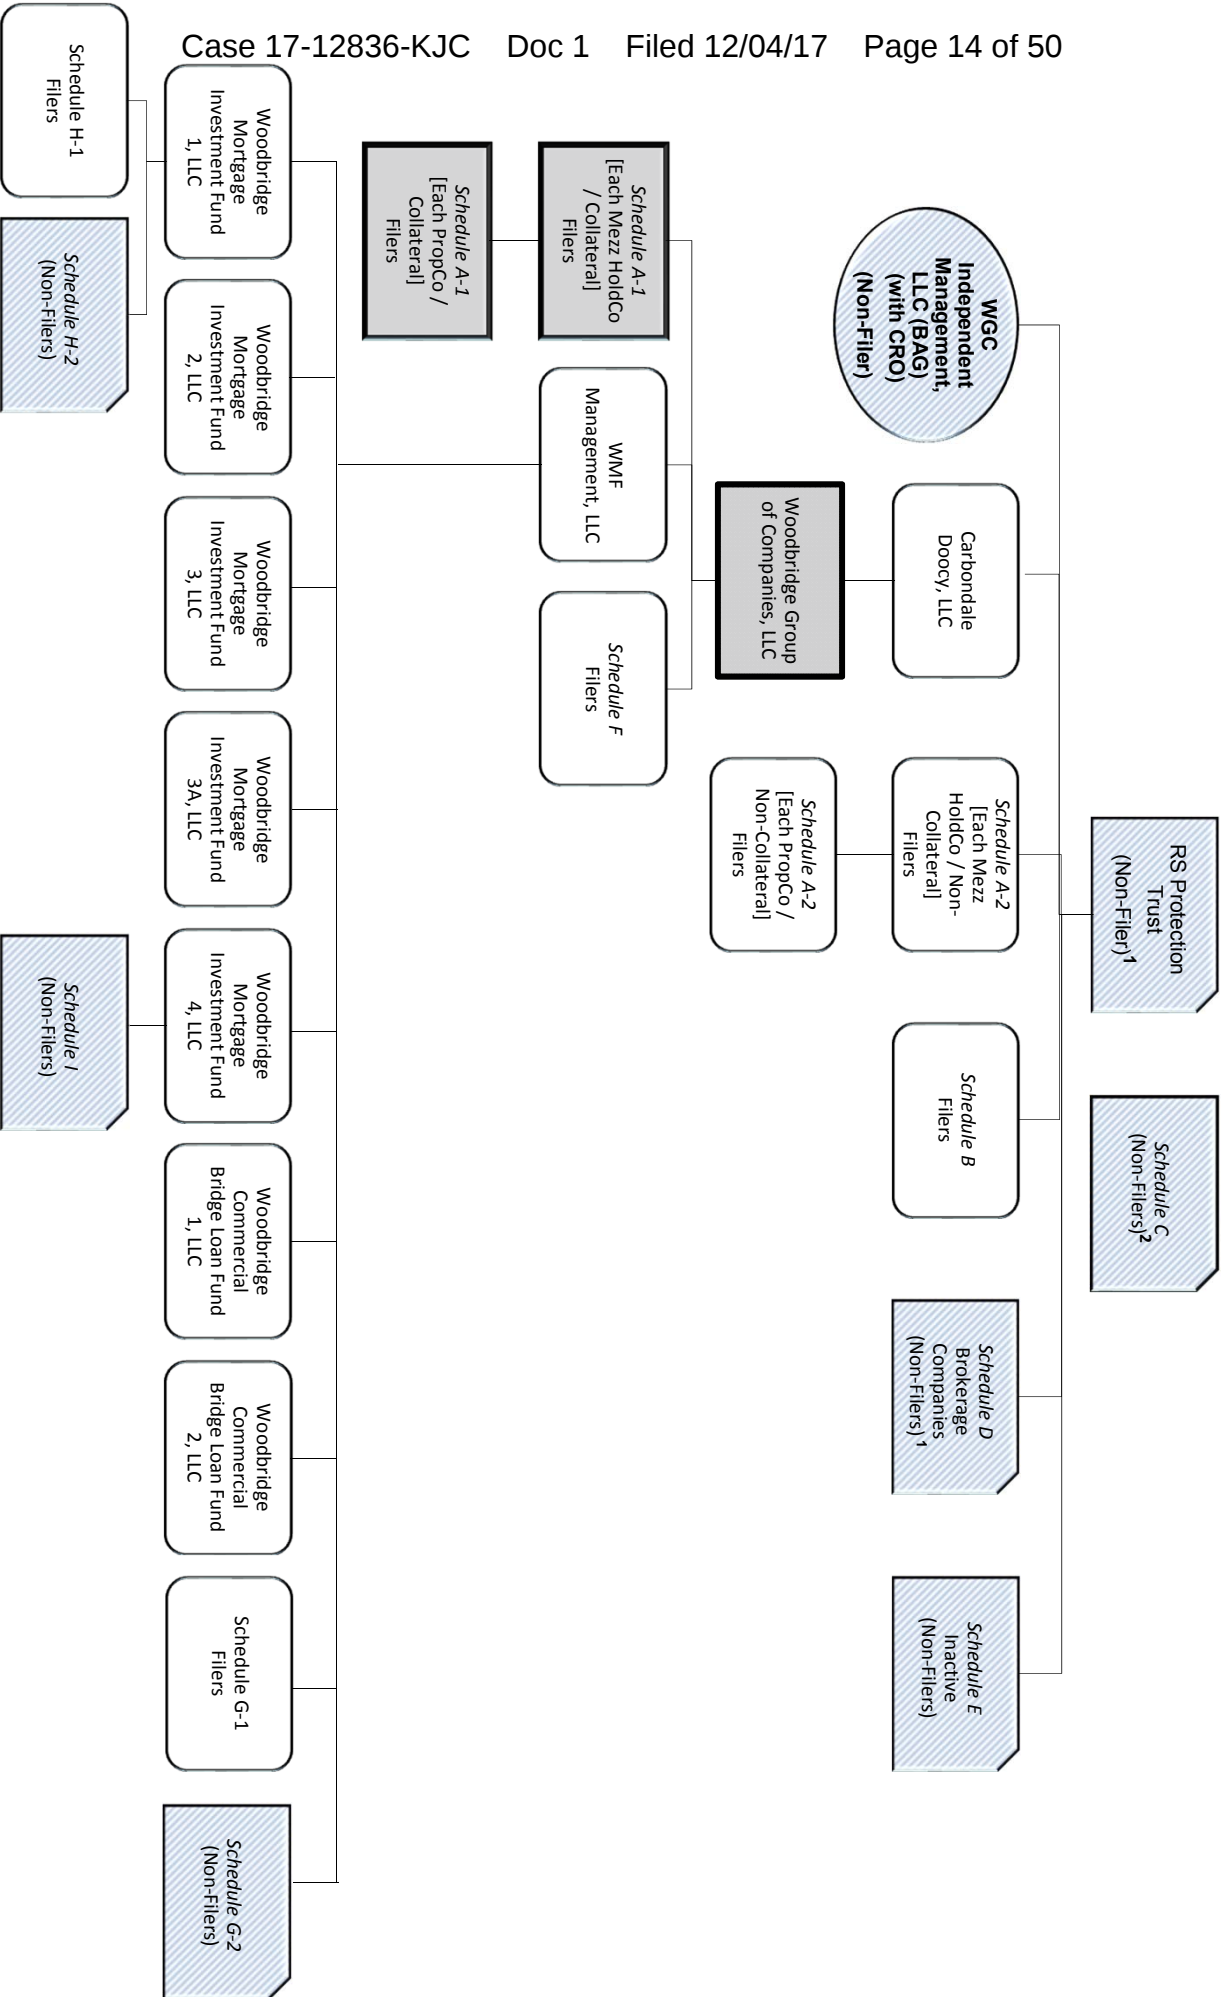 Case 17-12836-KJC Doc 1 Filed 12/04/17 Page 14 of 50
RS Protection
Trust
(Non-Filer)1
Schedule C
(Non-Filers)2
WGC
Independent
Management,
LLC (BAG)
(with CRO)
(Non-Filer)
Carbondale
Doocy, LLC
Schedule A-2
[Each Mezz
HoldCo / Non-
Collateral]
Filers
Schedule B
Filers
Schedule D
Brokerage
Companies
(Non-Filers) 1
Schedule E
Inactive
(Non-Filers)
Woodbridge Group
of Companies, LLC
Schedule A-2
[Each PropCo /
Non-Collateral]
Filers
Schedule A-1
[Each Mezz HoldCo
/ Collateral]
Filers
WMF
Management, LLC
Schedule F
Filers
Schedule A-1
[Each PropCo /
Collateral]
Filers
Woodbridge
Mortgage
Investment Fund
1, LLC
Woodbridge
Mortgage
Investment Fund
2, LLC
Woodbridge
Mortgage
Investment Fund
3, LLC
Woodbridge
Mortgage
Investment Fund
3A, LLC
Woodbridge
Mortgage
Investment Fund
4, LLC
Woodbridge
Commercial
Bridge Loan Fund
1, LLC
Woodbridge
Commercial
Bridge Loan Fund
2, LLC
Schedule G-1
Filers
Schedule G-2
(Non-Filers)
Schedule H-1
Filers
Schedule H-2
(Non-Filers)
Schedule I
(Non-Filers)